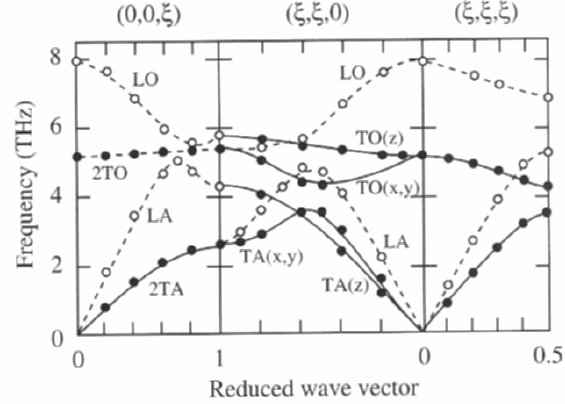 (0,0,ξ) (ξ,ξ,0) (ξ,ξ,ξ)
8
LO LO
6
TO(z)
2TO
TO(x,y)
4
LA LA
TA(x,y)
2TA TA(z)
2
0
Frequency (THz)
0 1 0 0.5
Reduced wave vector